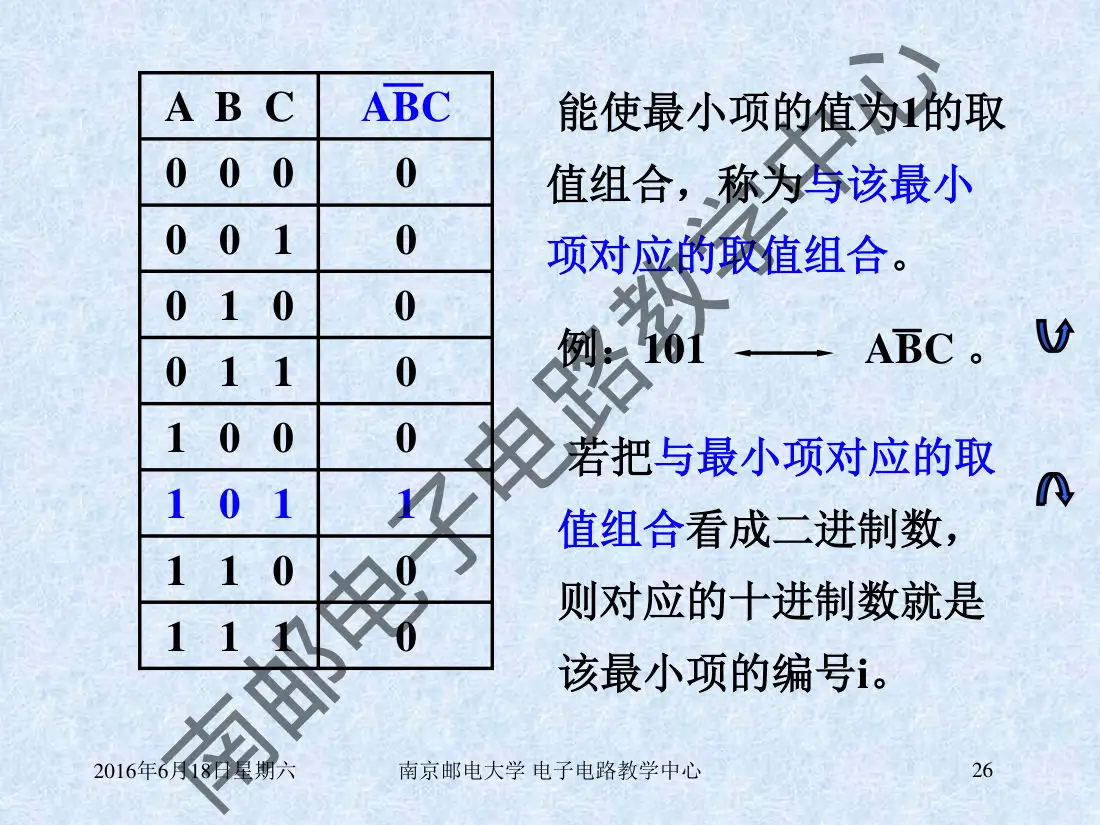 A B C AB̅C
0 0 0 0
0 0 1 0
0 1 0 0
0 1 1 0
1 0 0 0
1 0 1 1
1 1 0 0
1 1 1 0
能使最小项的值为1的取
值组合，称为与该最小
项对应的取值组合。
例：101 ⟷ AB̅C 。
若把与最小项对应的取
值组合看成二进制数，
则对应的十进制数就是
该最小项的编号i。
南邮电子电路教学中心
2016年6月18日星期六 南京邮电大学 电子电路教学中心 26